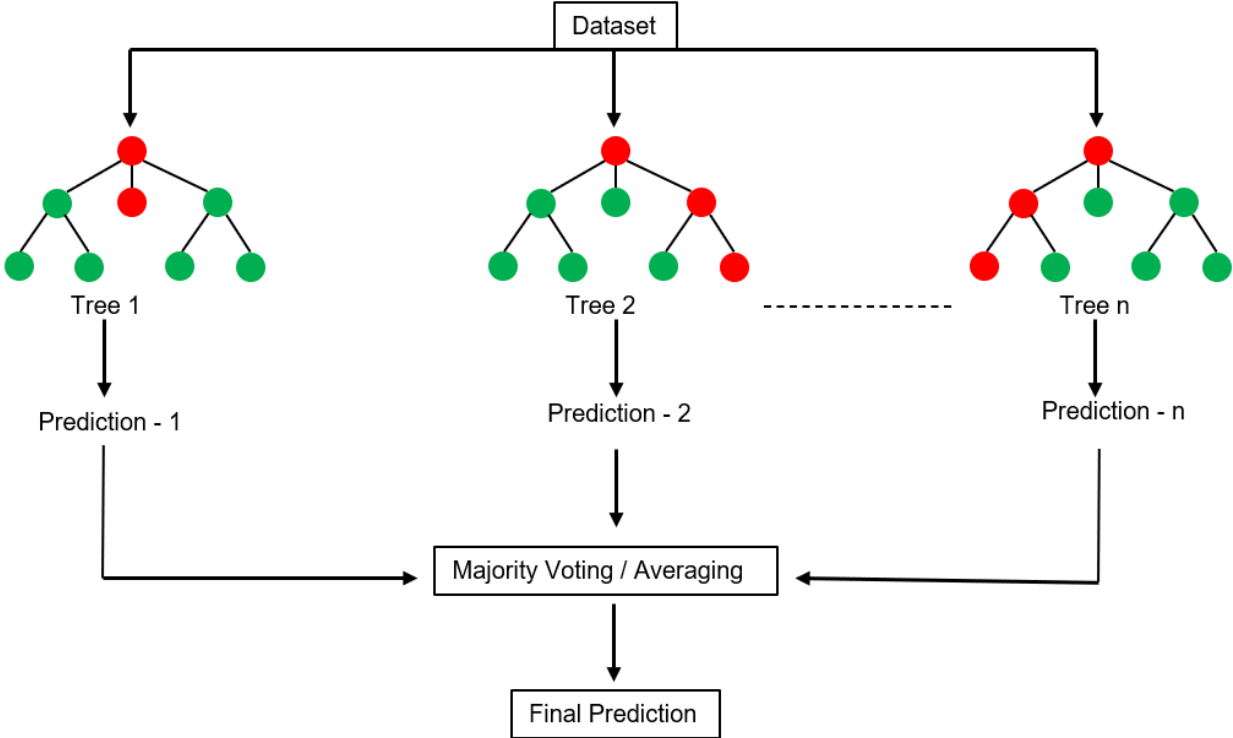 Dataset
Tree 1
Tree 2
Tree n
Prediction - 1
Prediction - 2
Prediction - n
Majority Voting / Averaging
Final Prediction